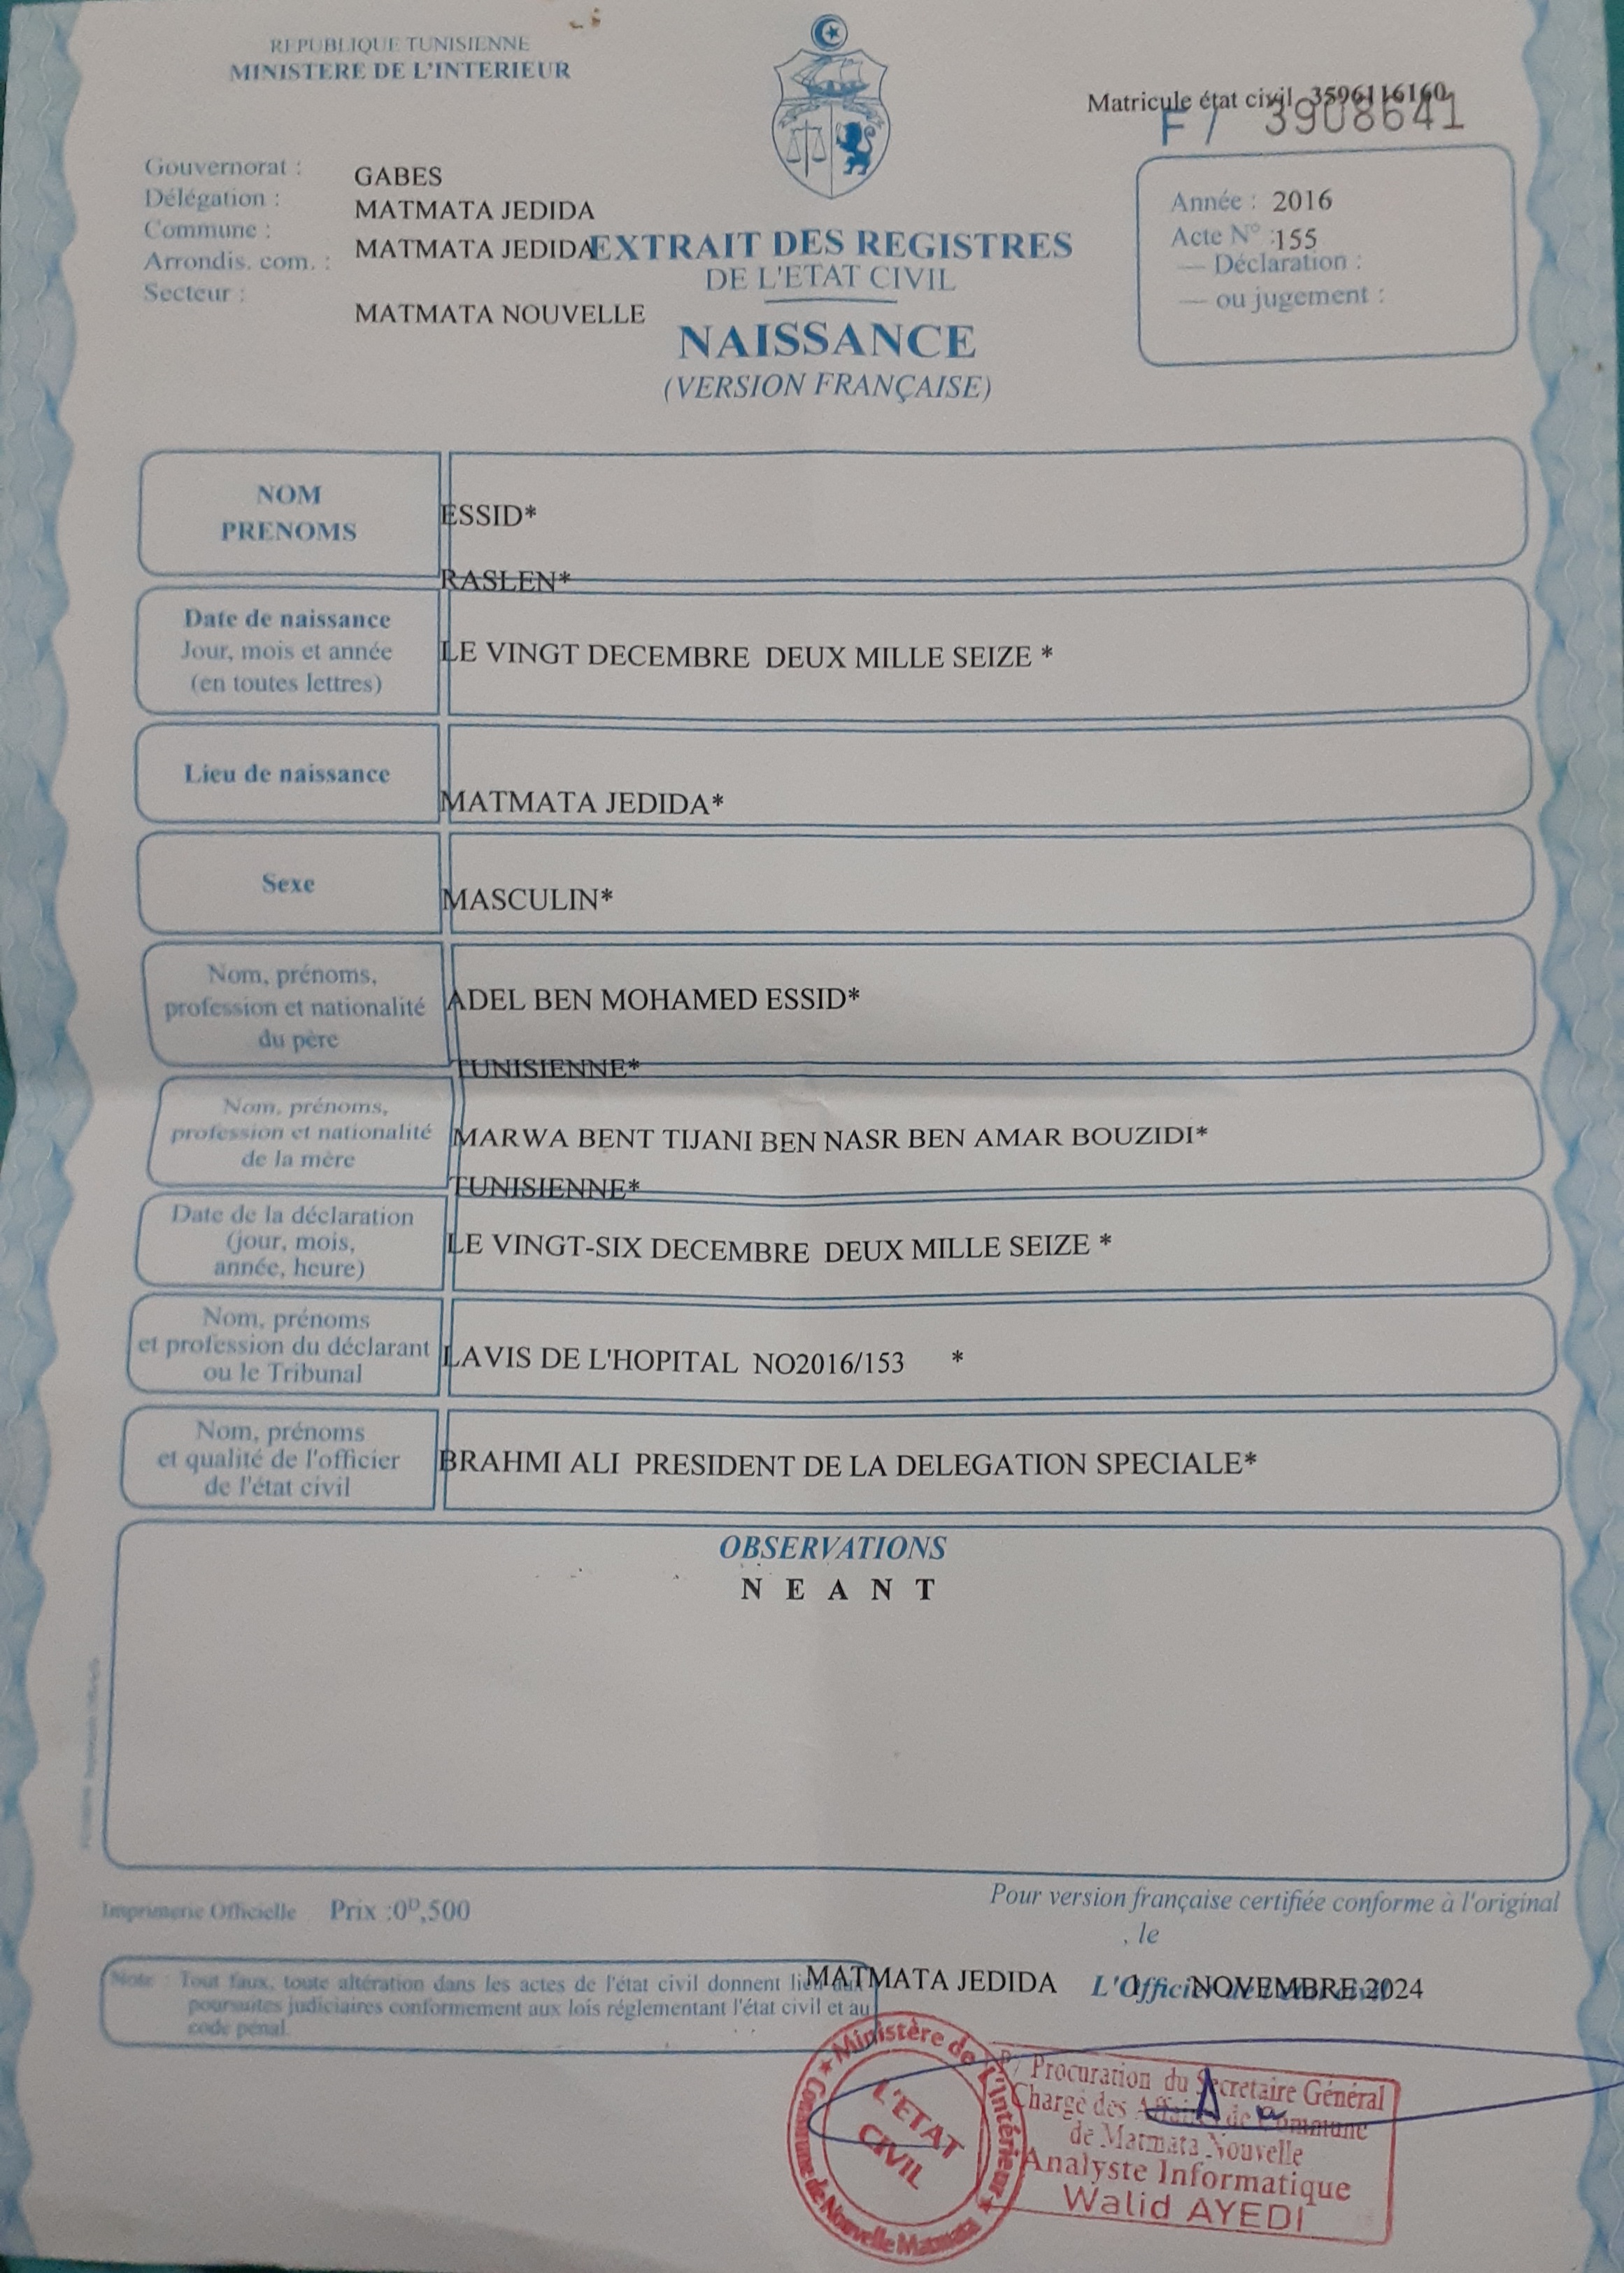 REPUBLIQUE TUNISIENNE
MINISTERE DE L'INTERIEUR
Matricule état civil 3596116160
F / 3908641
Gouvernorat : GABES
Délégation : MATMATA JEDIDA
Commune : MATMATA JEDIDA
Arrondis. com. :
Secteur : MATMATA NOUVELLE
EXTRAIT DES REGISTRES
DE L'ETAT CIVIL
NAISSANCE
(VERSION FRANÇAISE)
Année : 2016
Acte N° :155
— Déclaration :
— ou jugement :
NOM
PRENOMS
ESSID*
RASLEN*
Date de naissance
Jour, mois et année
(en toutes lettres)
LE VINGT DECEMBRE DEUX MILLE SEIZE *
Lieu de naissance
MATMATA JEDIDA*
Sexe
MASCULIN*
Nom, prénoms,
profession et nationalité
du père
ADEL BEN MOHAMED ESSID*
TUNISIENNE*
Nom, prénoms,
profession et nationalité
de la mère
MARWA BENT TIJANI BEN NASR BEN AMAR BOUZIDI*
TUNISIENNE*
Date de la déclaration
(jour, mois,
année, heure)
LE VINGT-SIX DECEMBRE DEUX MILLE SEIZE *
Nom, prénoms
et profession du déclarant
ou le Tribunal
LAVIS DE L'HOPITAL NO2016/153 *
Nom, prénoms
et qualité de l'officier
de l'état civil
BRAHMI ALI PRESIDENT DE LA DELEGATION SPECIALE*
OBSERVATIONS
N E A N T
Imprimerie Officielle Prix :0D,500
Pour version française certifiée conforme à l'original
, le
MATMATA JEDIDA NOVEMBRE 2024
L'Officier de l'état civil
Note : Tout faux, toute altération dans les actes de l'état civil donnent lieu aux
poursuites judiciaires conformement aux lois réglementant l'état civil et au
code pénal.
Ministère de L'Intérieur
Commune de Nouvelle Matmata
L'ETAT
CIVIL
P/ Procuration du Secretaire Général
Chargé des Affaires de Commune
de Matmata Nouvelle
Analyste Informatique
Walid AYEDI